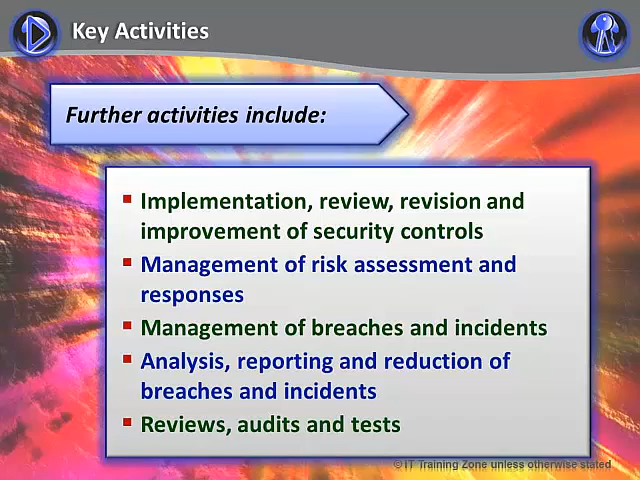 Key Activities
Further activities include:
Implementation, review, revision and
improvement of security controls
Management of risk assessment and
responses
Management of breaches and incidents
Analysis, reporting and reduction of
breaches and incidents
Reviews, audits and tests
© IT Training Zone unless otherwise stated